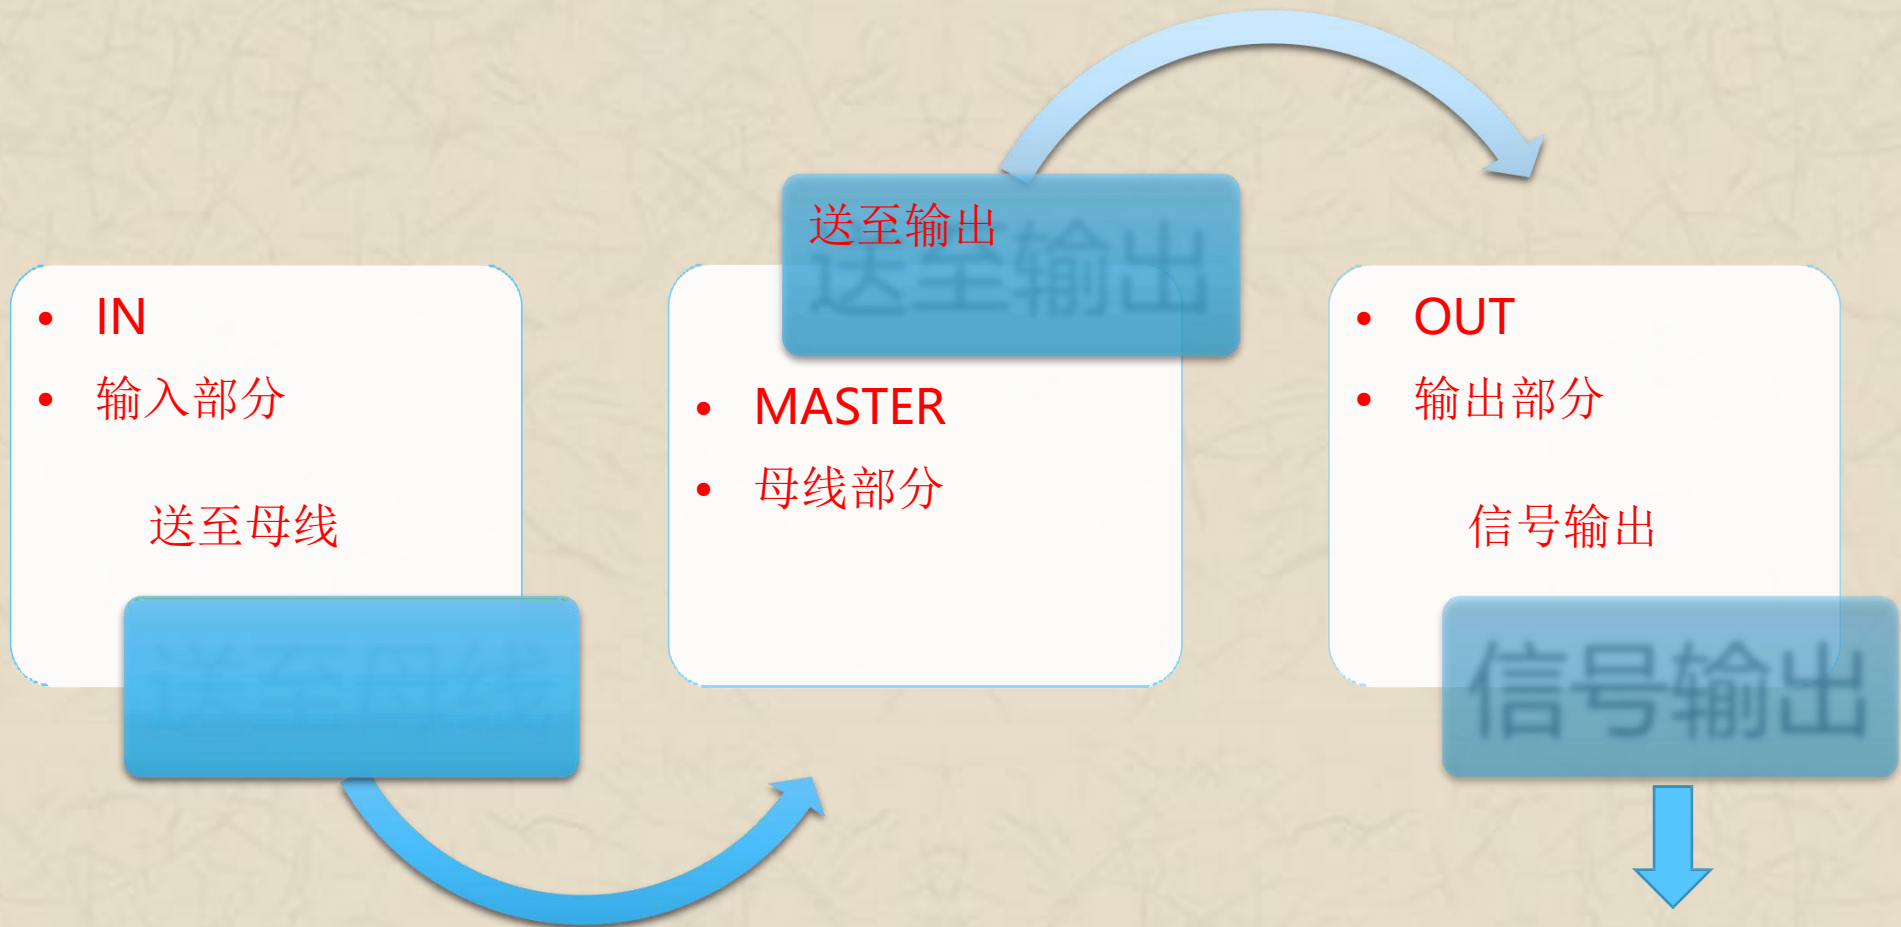 • IN
• 输入部分
送至母线
送至母线
送至输出
送至输出
• MASTER
• 母线部分
• OUT
• 输出部分
信号输出
信号输出